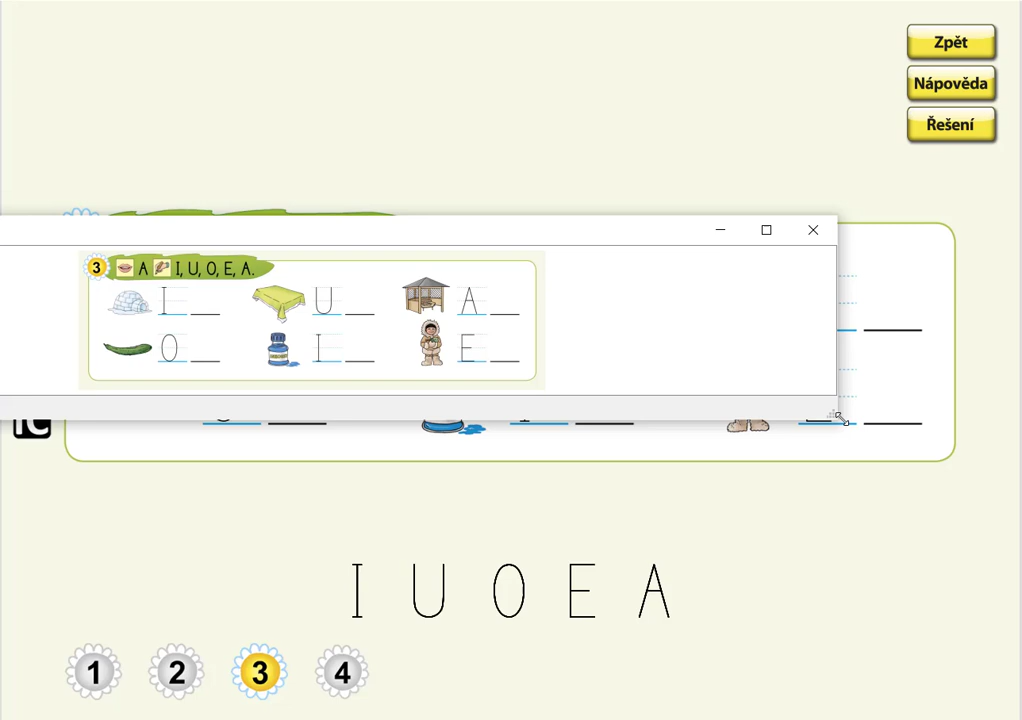 Zpět
Nápověda
Řešení
3 A I, U, O, E, A.
I U A
O I E
I U O E A
1 2 3 4